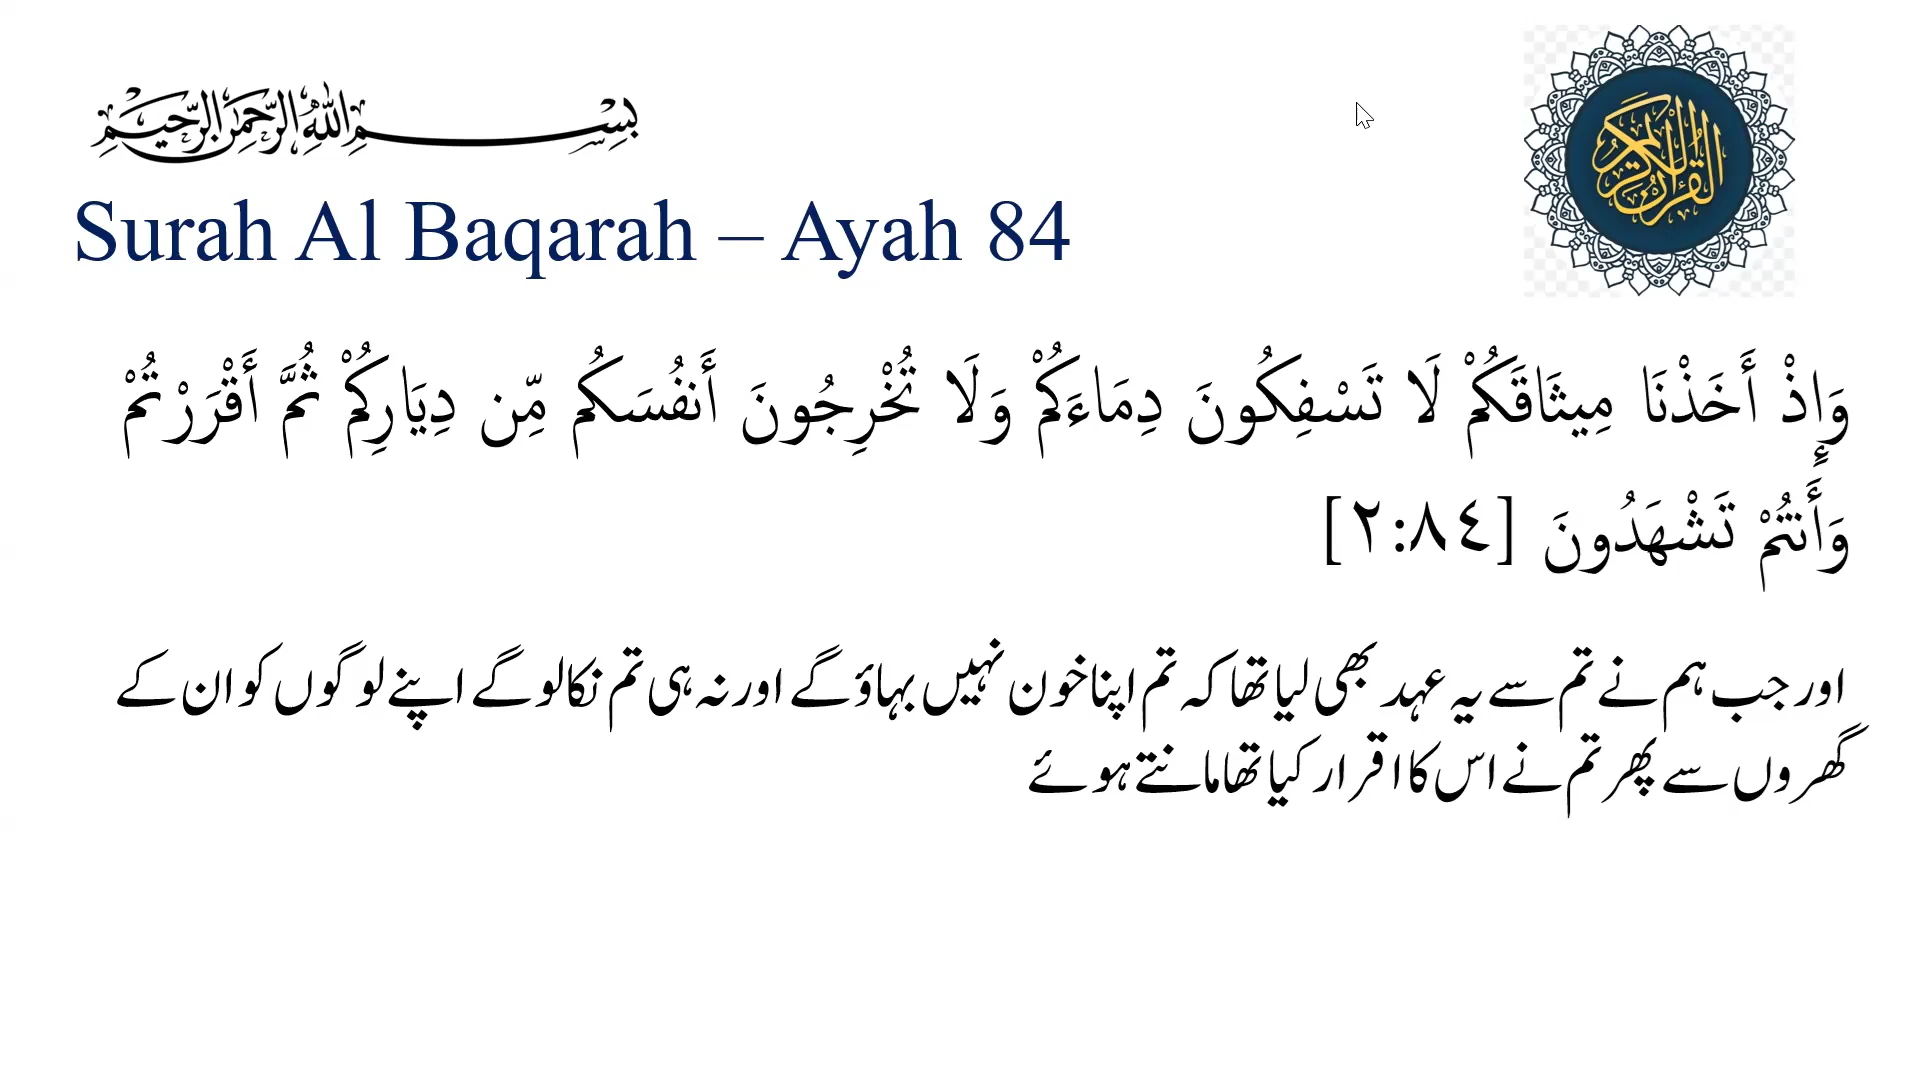 بِسْمِ اللهِ الرَّحْمٰنِ الرَّحِيْمِ
القرآن الكريم
Surah Al Baqarah – Ayah 84
وَإِذْ أَخَذْنَا مِيثَاقَكُمْ لَا تَسْفِكُونَ دِمَاءَكُمْ وَلَا تُخْرِجُونَ أَنفُسَكُم مِّن دِيَارِكُمْ ثُمَّ أَقْرَرْتُمْ
وَأَنتُمْ تَشْهَدُونَ [٢:٨٤]
اور جب ہم نے تم سے یہ عہد بھی لیا تھا کہ تم اپنا خون نہیں بہاؤ گے اور نہ ہی تم نکالو گے اپنے لوگوں کو ان کے
گھروں سے پھر تم نے اس کا اقرار کیا تھا مانتے ہوئے